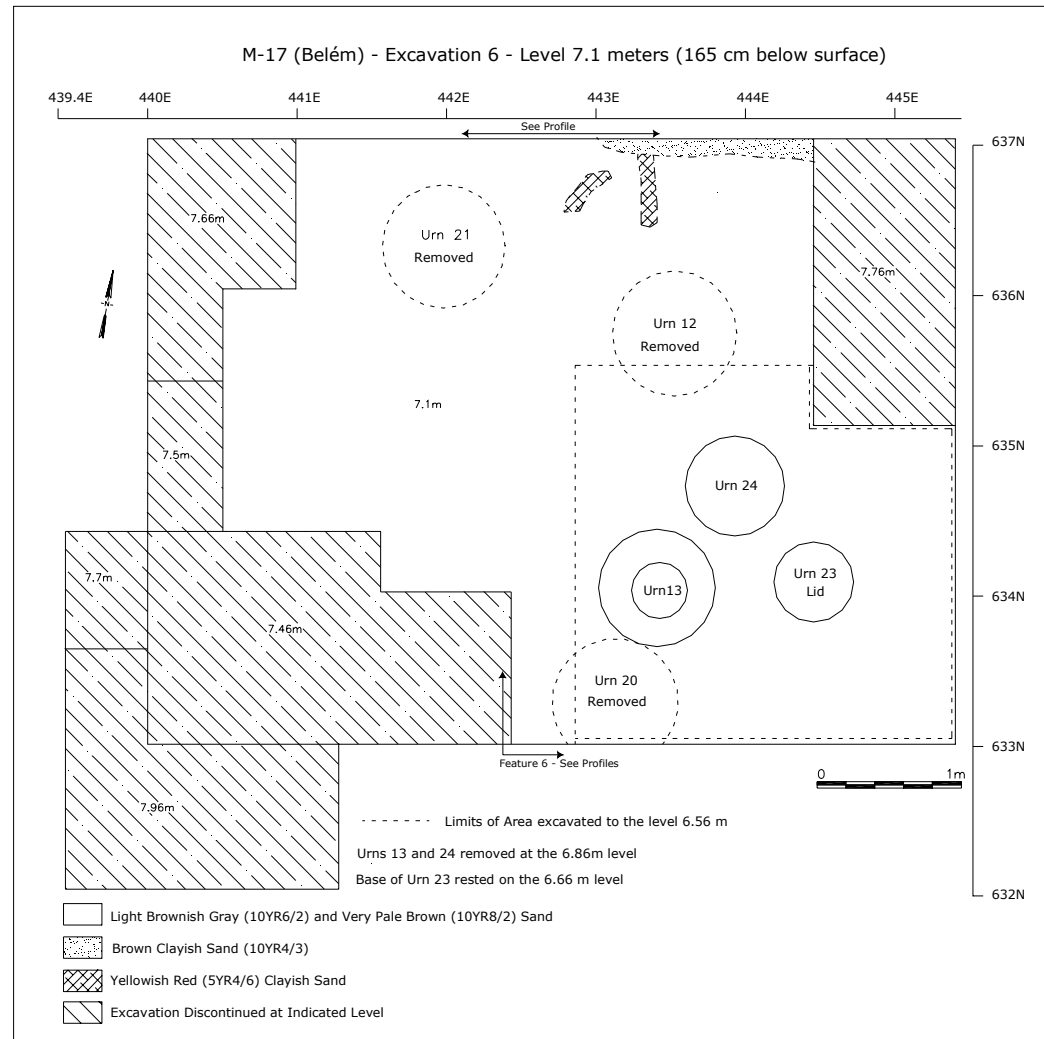 M-17 (Belém) - Excavation 6 - Level 7.1 meters (165 cm below surface)
439.4E 440E 441E 442E 443E 444E 445E
See Profile
637N
7.66m
Urn 21
Removed
7.76m
N
636N
Urn 12
Removed
7.1m
635N
7.5m
Urn 24
7.7m
Urn13
Urn 23
Lid
634N
7.46m
Urn 20
Removed
633N
Feature 6 - See Profiles
0 1m
7.96m
Limits of Area excavated to the level 6.56 m
Urns 13 and 24 removed at the 6.86m level
Base of Urn 23 rested on the 6.66 m level
632N
Light Brownish Gray (10YR6/2) and Very Pale Brown (10YR8/2) Sand
Brown Clayish Sand (10YR4/3)
Yellowish Red (5YR4/6) Clayish Sand
Excavation Discontinued at Indicated Level